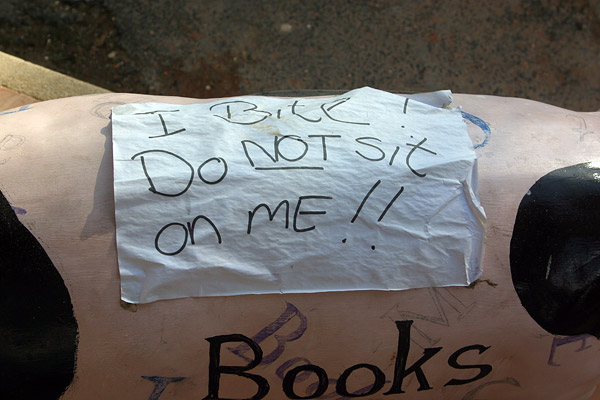 I Bite!
Do NOT sit
on ME!!
Books